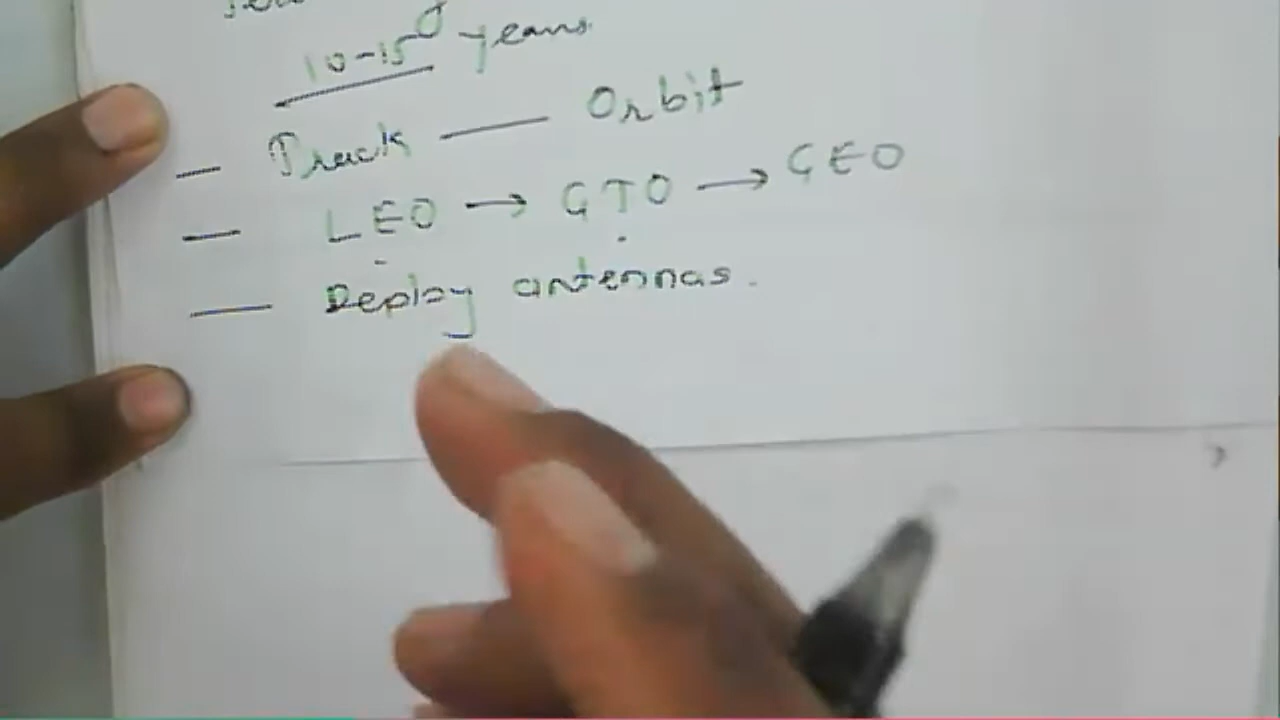 10-15 years
— Track — Orbit
— LEO → GTO → GEO
— Deploy antennas.